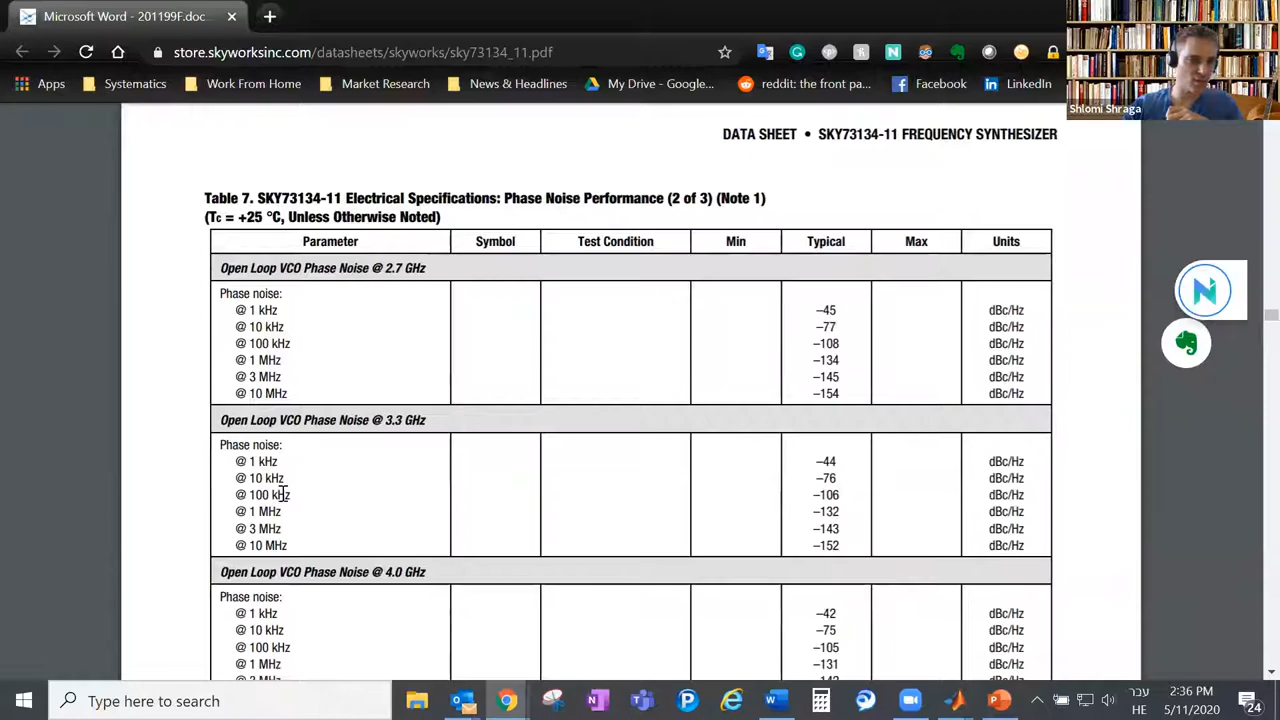 Microsoft Word - 201199F.doc
store.skyworksinc.com/datasheets/skyworks/sky73134_11.pdf
Apps
Systematics
Work From Home
Market Research
News & Headlines
My Drive - Google...
reddit: the front pa...
Facebook
LinkedIn
Shlomi Shraga
DATA SHEET • SKY73134-11 FREQUENCY SYNTHESIZER
Table 7. SKY73134-11 Electrical Specifications: Phase Noise Performance (2 of 3) (Note 1)
(TC = +25 °C, Unless Otherwise Noted)
Parameter Symbol Test Condition Min Typical Max Units
Open Loop VCO Phase Noise @ 2.7 GHz
Phase noise:
@ 1 kHz –45 dBc/Hz
@ 10 kHz –77 dBc/Hz
@ 100 kHz –108 dBc/Hz
@ 1 MHz –134 dBc/Hz
@ 3 MHz –145 dBc/Hz
@ 10 MHz –154 dBc/Hz
Open Loop VCO Phase Noise @ 3.3 GHz
Phase noise:
@ 1 kHz –44 dBc/Hz
@ 10 kHz –76 dBc/Hz
@ 100 kHz –106 dBc/Hz
@ 1 MHz –132 dBc/Hz
@ 3 MHz –143 dBc/Hz
@ 10 MHz –152 dBc/Hz
Open Loop VCO Phase Noise @ 4.0 GHz
Phase noise:
@ 1 kHz –42 dBc/Hz
@ 10 kHz –75 dBc/Hz
@ 100 kHz –105 dBc/Hz
@ 1 MHz –131 dBc/Hz
Type here to search
עבר
HE
2:36 PM
5/11/2020
24